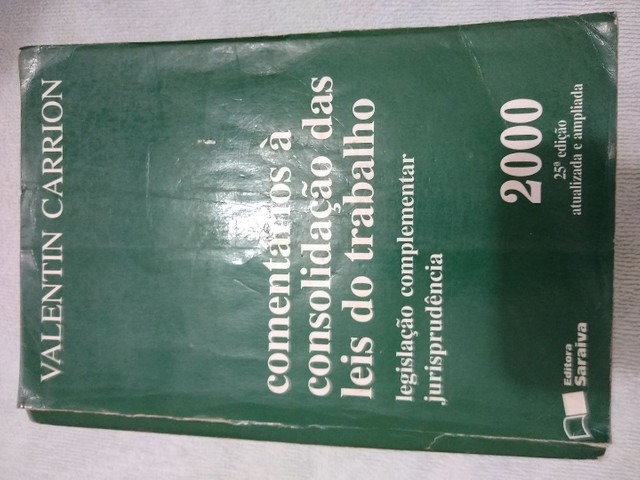 VALENTIN CARRION
comentários à
consolidação das
leis do trabalho
legislação complementar
jurisprudência
2000
25ª edição
atualizada e ampliada
Editora
Saraiva